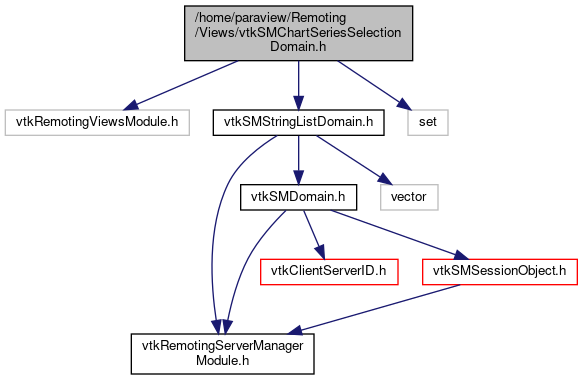 /home/paraview/Remoting
/Views/vtkSMChartSeriesSelection
Domain.h
vtkRemotingViewsModule.h
vtkSMStringListDomain.h
set
vtkSMDomain.h
vector
vtkClientServerID.h
vtkSMSessionObject.h
vtkRemotingServerManager
Module.h